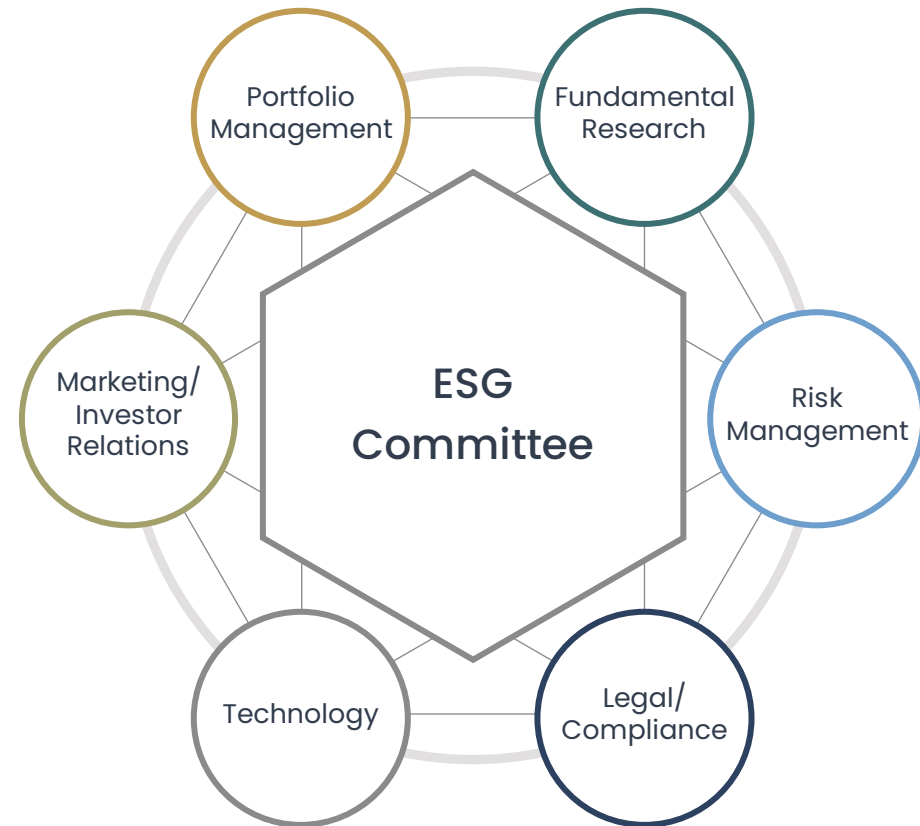 Portfolio
Management
Fundamental
Research
Marketing/
Investor
Relations
ESG
Committee
Risk
Management
Technology
Legal/
Compliance